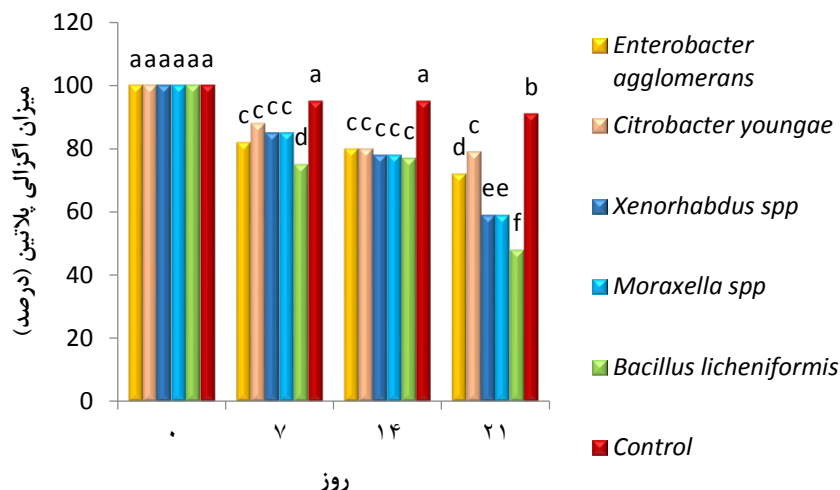 120
100
80
60
40
20
0
میزان اگزالی پلاتین (درصد)
a a a a a a
c c c c d a
c c c c c a
d c e e f b
۰ ۷ ۱۴ ۲۱
روز
Enterobacter
agglomerans
Citrobacter youngae
Xenorhabdus spp
Moraxella spp
Bacillus licheniformis
Control